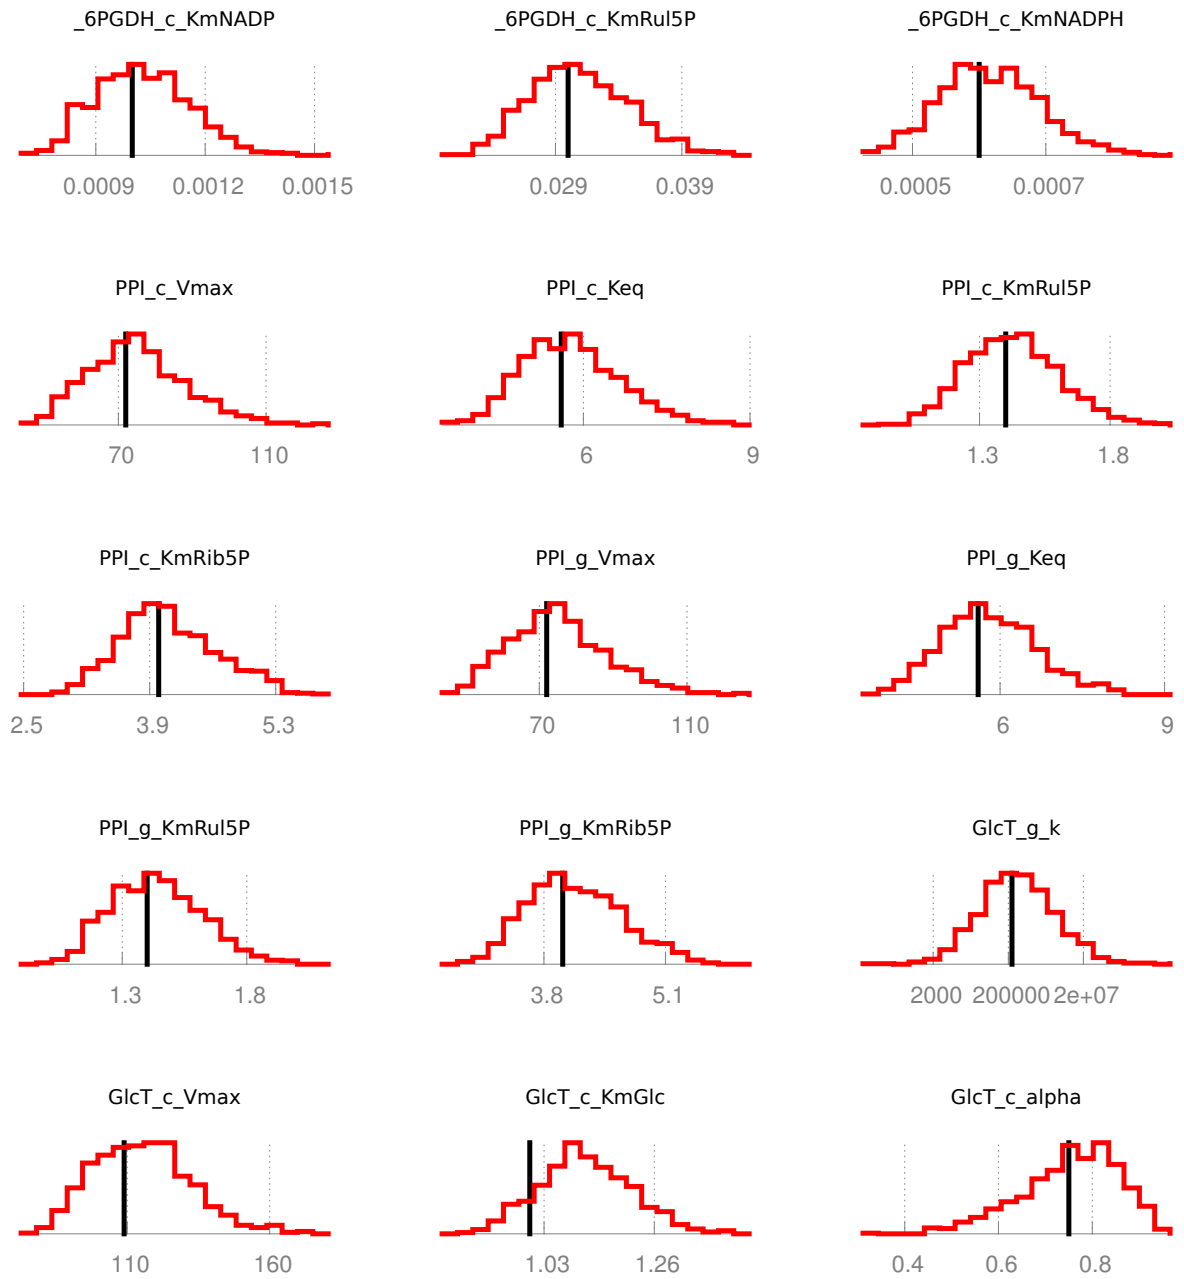 _6PGDH_c_KmNADP _6PGDH_c_KmRul5P _6PGDH_c_KmNADPH
0.0009 0.0012 0.0015 0.029 0.039 0.0005 0.0007
PPI_c_Vmax PPI_c_Keq PPI_c_KmRul5P
70 110 6 9 1.3 1.8
PPI_c_KmRib5P PPI_g_Vmax PPI_g_Keq
2.5 3.9 5.3 70 110 6 9
PPI_g_KmRul5P PPI_g_KmRib5P GlcT_g_k
1.3 1.8 3.8 5.1 2000 200000 2e+07
GlcT_c_Vmax GlcT_c_KmGlc GlcT_c_alpha
110 160 1.03 1.26 0.4 0.6 0.8